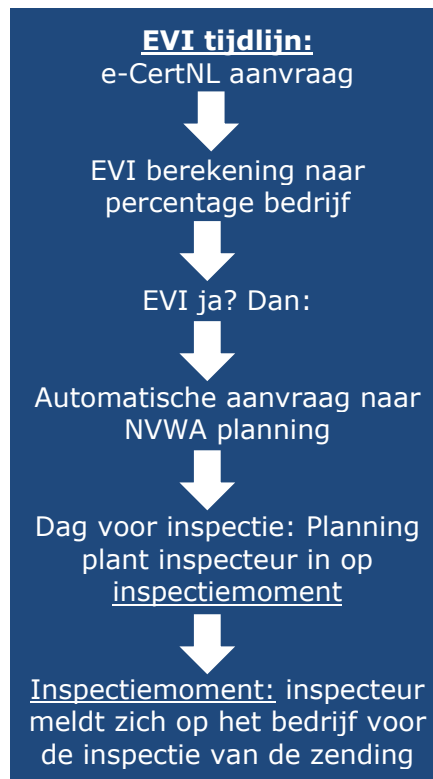 EVI tijdlijn:
e-CertNL aanvraag
EVI berekening naar
percentage bedrijf
EVI ja? Dan:
Automatische aanvraag naar
NVWA planning
Dag voor inspectie: Planning
plant inspecteur in op
inspectiemoment
Inspectiemoment: inspecteur
meldt zich op het bedrijf voor
de inspectie van de zending